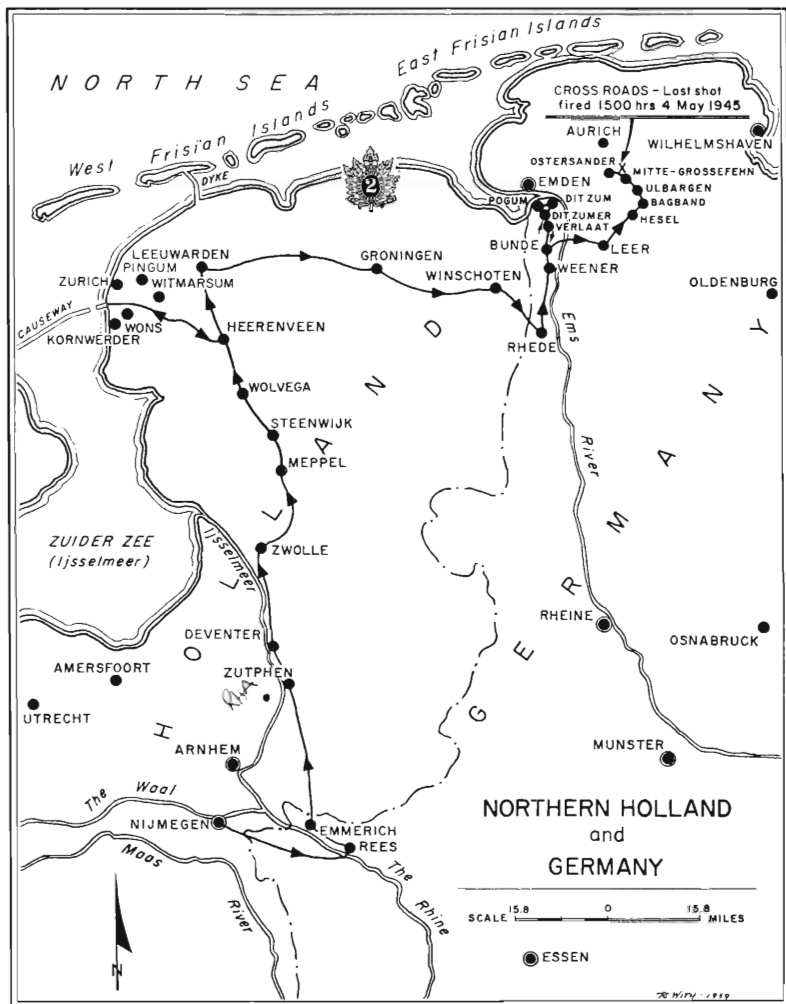 NORTH SEA
West Frisian Islands
East Frisian Islands
CROSS ROADS – Last shot
fired 1500 hrs 4 May 1945
AURICH
WILHELMSHAVEN
OSTERSANDER
X
MITTE-GROSSEFEHN
EMDEN
ULBARGEN
POGUM
DITZUM
BAGBAND
DITZUMER
VERLAAT
HESEL
DYKE
2
BUNDE
LEER
LEEUWARDEN
GRONINGEN
WEENER
PINGUM
ZURICH
WITMARSUM
WINSCHOTEN
OLDENBURG
CAUSEWAY
WONS
KORNWERDER
HEERENVEEN
RHEDE
Ems River
WOLVEGA
STEENWIJK
MEPPEL
HOLLAND
GERMANY
ZUIDER ZEE
(Ijsselmeer)
Ijsselmeer
ZWOLLE
RHEINE
OSNABRUCK
DEVENTER
AMERSFOORT
ZUTPHEN
UTRECHT
ARNHEM
MUNSTER
The Waal
NIJMEGEN
EMMERICH
REES
Maas River
The Rhine
NORTHERN HOLLAND
and
GERMANY
SCALE 15.8 0 15.8 MILES
N
ESSEN